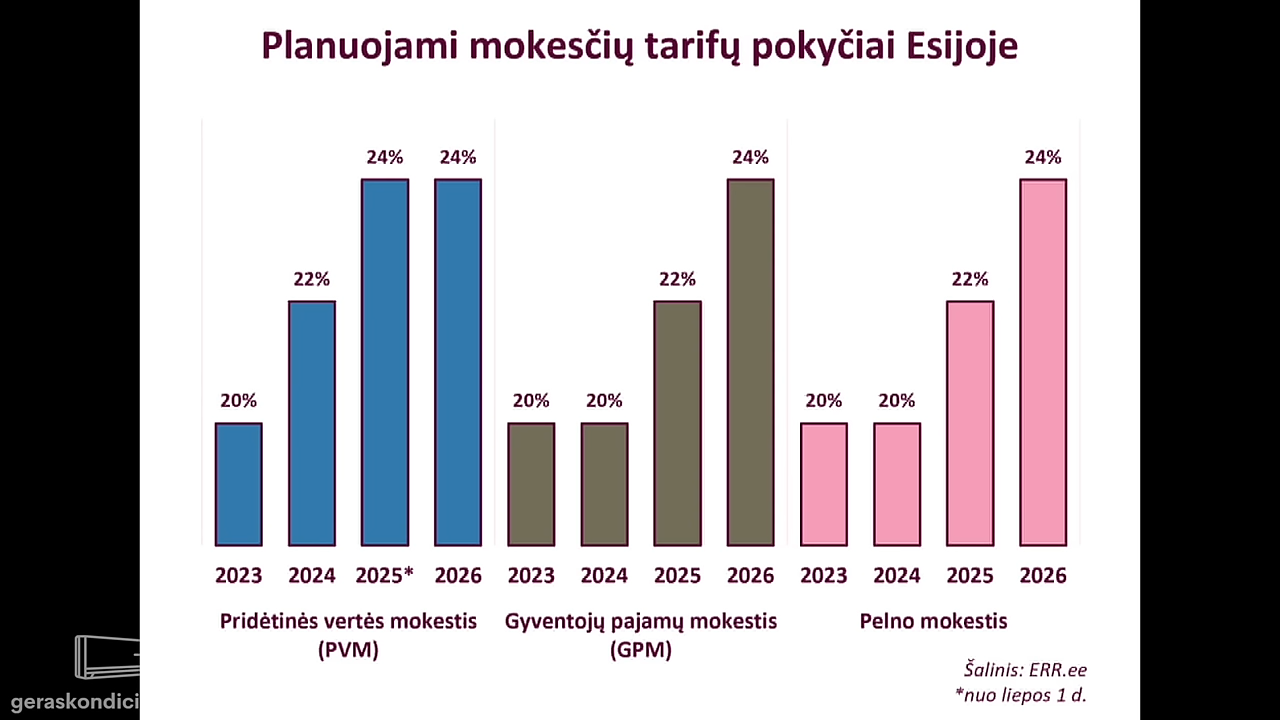 Planuojami mokesčių tarifų pokyčiai Esijoje
24% 24% 24% 24%
22% 22% 22%
20% 20% 20% 20% 20%
2023 2024 2025* 2026 2023 2024 2025 2026 2023 2024 2025 2026
Pridėtinės vertės mokestis Gyventojų pajamų mokestis Pelno mokestis
(PVM) (GPM)
Šalinis: ERR.ee
*nuo liepos 1 d.
geraskondici